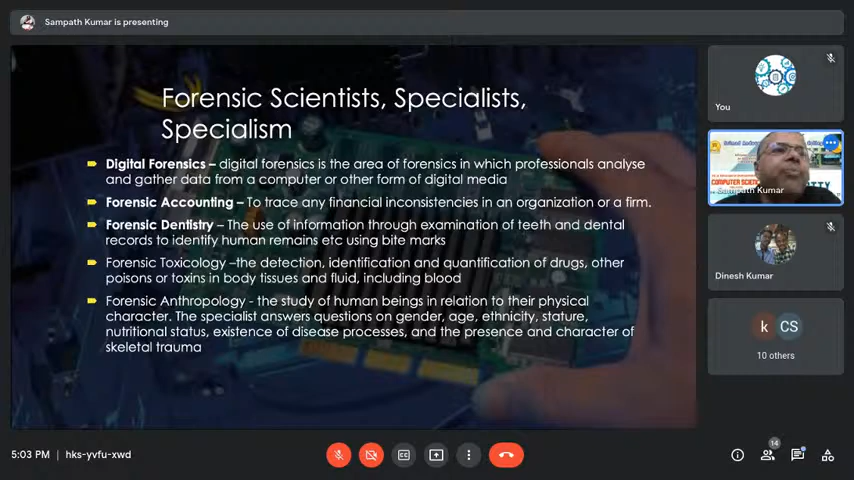 Sampath Kumar is presenting
Forensic Scientists, Specialists,
Specialism
Digital Forensics – digital forensics is the area of forensics in which professionals analyse
and gather data from a computer or other form of digital media
Forensic Accounting – To trace any financial inconsistencies in an organization or a firm.
Forensic Dentistry – The use of information through examination of teeth and dental
records to identify human remains etc using bite marks
Forensic Toxicology –the detection, identification and quantification of drugs, other
poisons or toxins in body tissues and fluid, including blood
Forensic Anthropology - the study of human beings in relation to their physical
character. The specialist answers questions on gender, age, ethnicity, stature,
nutritional status, existence of disease processes, and the presence and character of
skeletal trauma
You
COMPUTER SCIEN
Sampath Kumar
Dinesh Kumar
k
CS
10 others
5:03 PM | hks-yvfu-xwd
CC
14